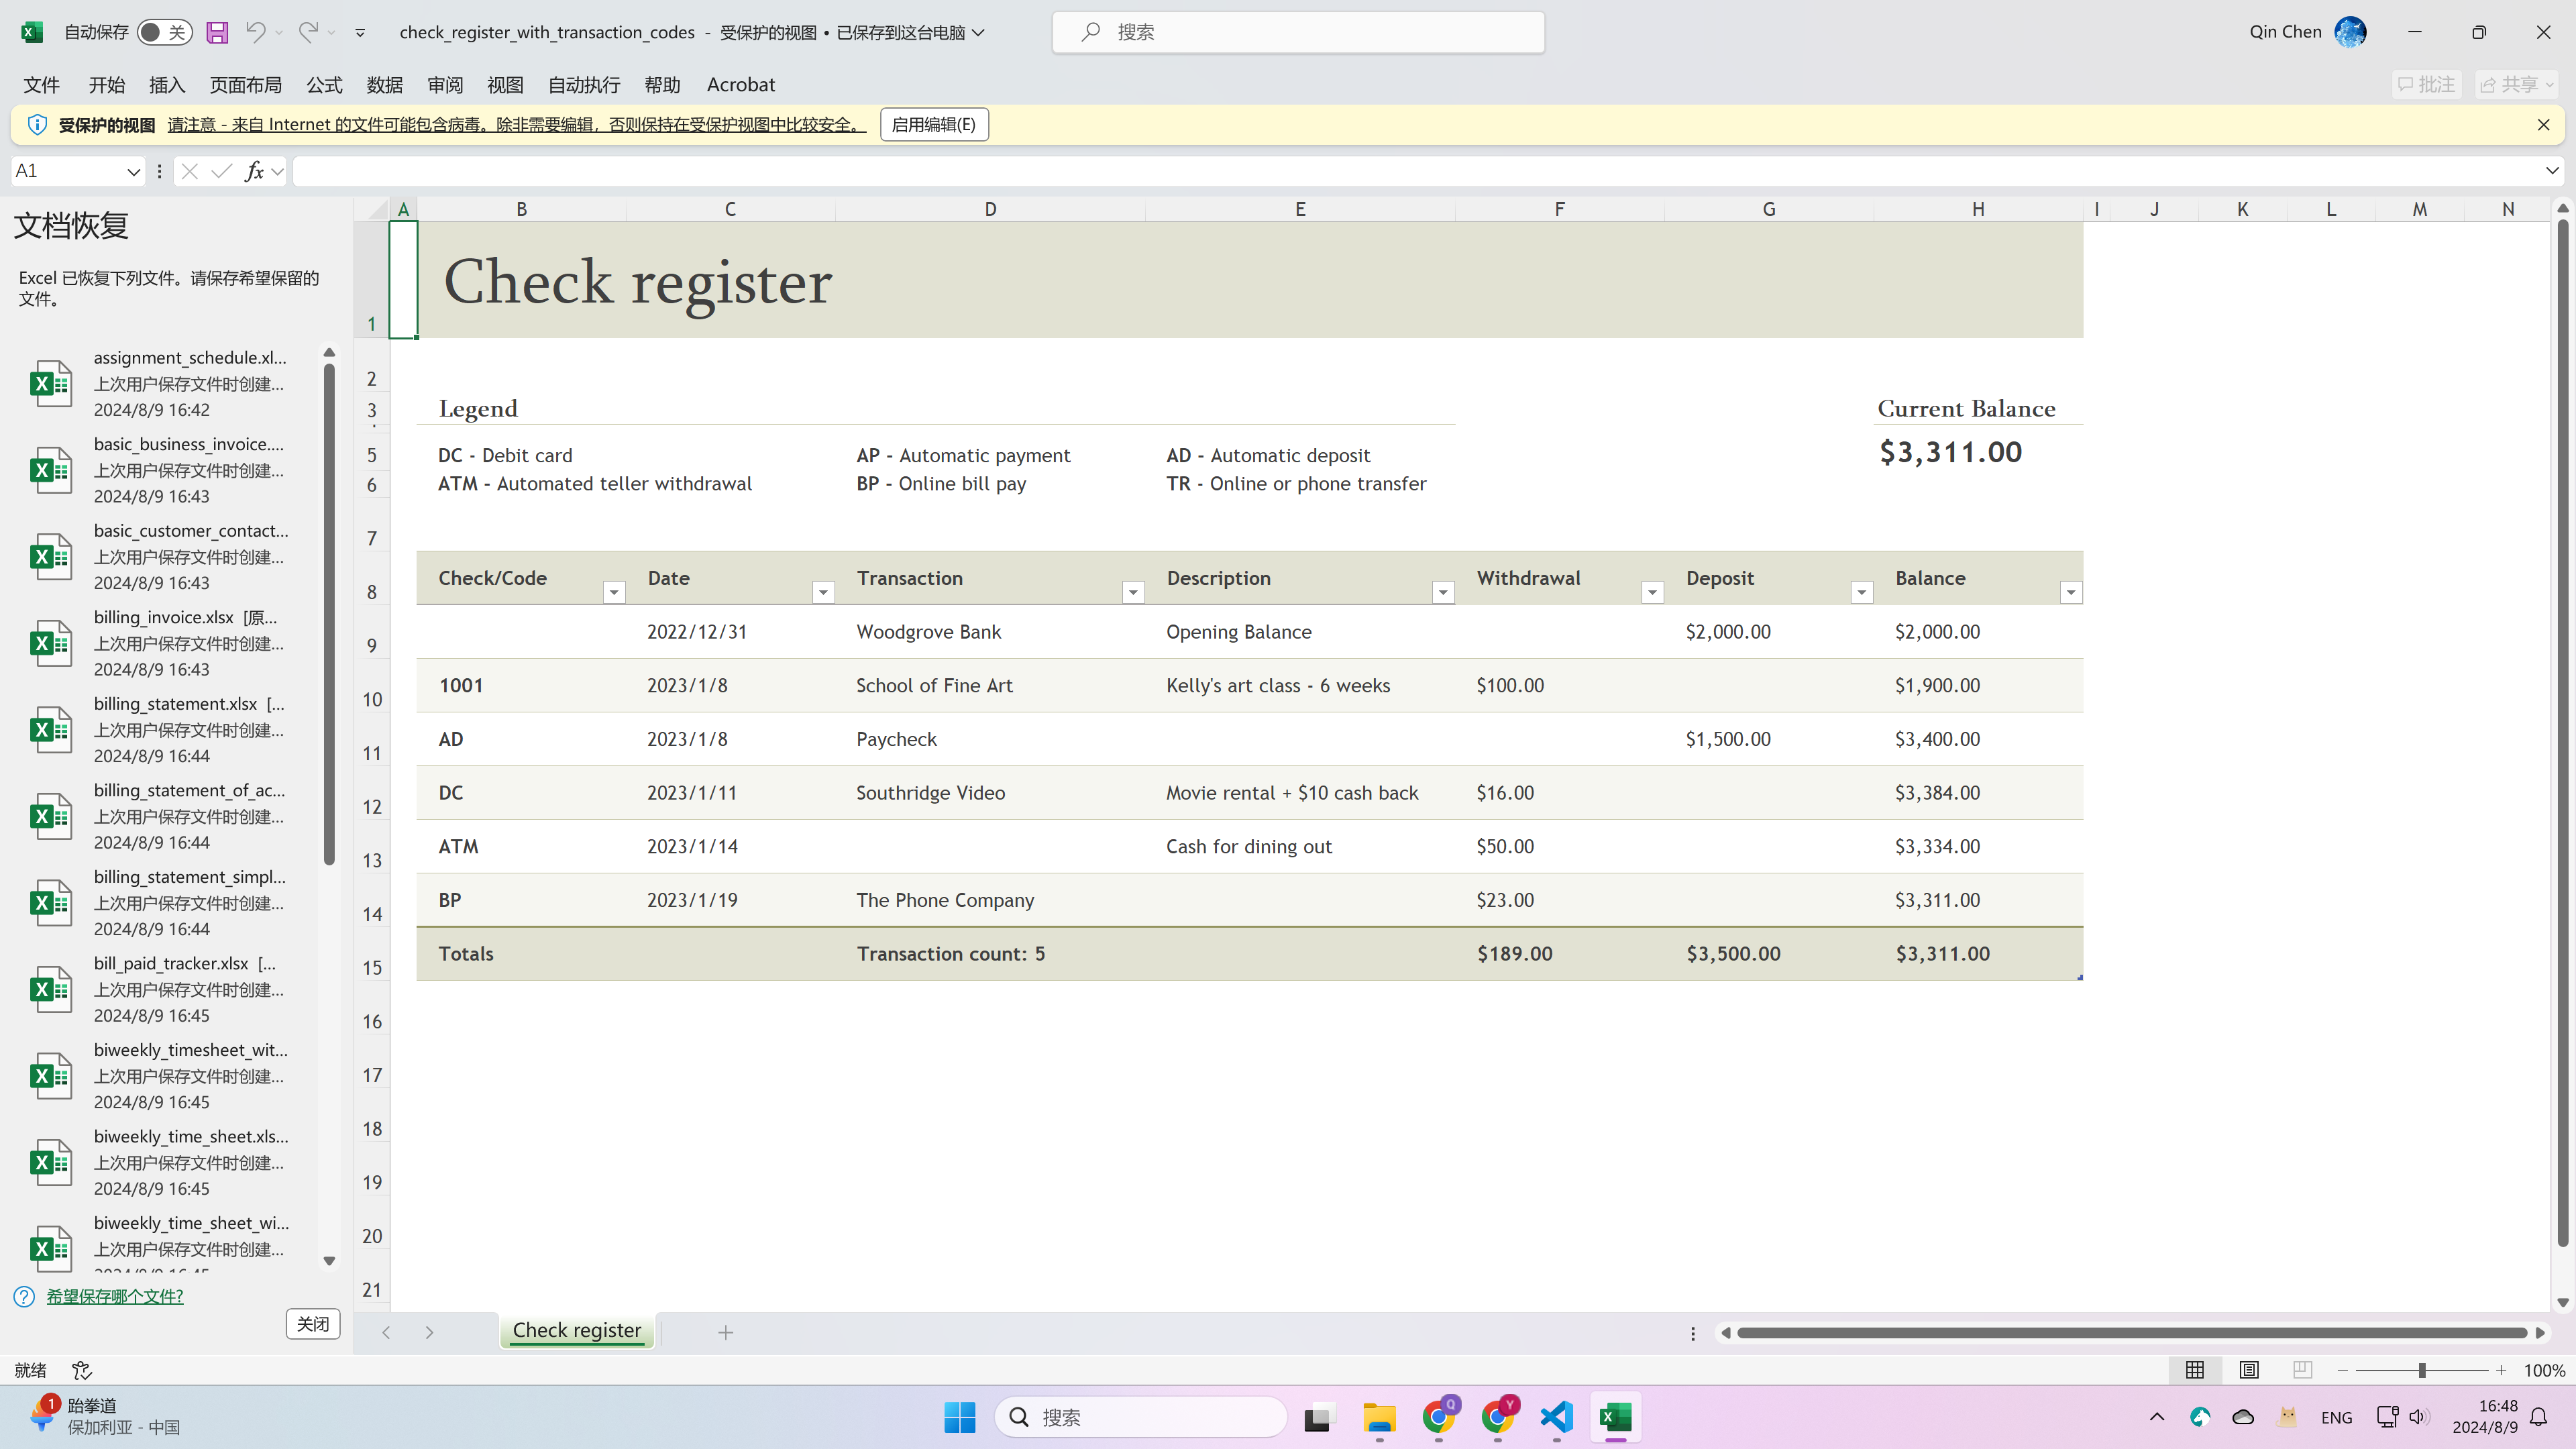 自动保存 关 check_register_with_transaction_codes - 受保护的视图 • 已保存到这台电脑 搜索 Qin Chen
文件 开始 插入 页面布局 公式 数据 审阅 视图 自动执行 帮助 Acrobat 批注 共享
受保护的视图 请注意 - 来自 Internet 的文件可能包含病毒。除非需要编辑，否则保持在受保护视图中比较安全。 启用编辑(E)
A1 fx
文档恢复
Excel 已恢复下列文件。请保存希望保留的
文件。
assignment_schedule.xl...
上次用户保存文件时创建...
2024/8/9 16:42
basic_business_invoice....
上次用户保存文件时创建...
2024/8/9 16:43
basic_customer_contact...
上次用户保存文件时创建...
2024/8/9 16:43
billing_invoice.xlsx [原...
上次用户保存文件时创建...
2024/8/9 16:43
billing_statement.xlsx [...
上次用户保存文件时创建...
2024/8/9 16:44
billing_statement_of_ac...
上次用户保存文件时创建...
2024/8/9 16:44
billing_statement_simpl...
上次用户保存文件时创建...
2024/8/9 16:44
bill_paid_tracker.xlsx [...
上次用户保存文件时创建...
2024/8/9 16:45
biweekly_timesheet_wit...
上次用户保存文件时创建...
2024/8/9 16:45
biweekly_time_sheet.xls...
上次用户保存文件时创建...
2024/8/9 16:45
biweekly_time_sheet_wi...
上次用户保存文件时创建...
2024/8/9 16:45
希望保存哪个文件?
关闭
A B C D E F G H I J K L M N
1 Check register
2
3 Legend Current Balance
5 DC - Debit card AP - Automatic payment AD - Automatic deposit $3,311.00
6 ATM - Automated teller withdrawal BP - Online bill pay TR - Online or phone transfer
7
8 Check/Code Date Transaction Description Withdrawal Deposit Balance
9 2022/12/31 Woodgrove Bank Opening Balance $2,000.00 $2,000.00
10 1001 2023/1/8 School of Fine Art Kelly's art class - 6 weeks $100.00 $1,900.00
11 AD 2023/1/8 Paycheck $1,500.00 $3,400.00
12 DC 2023/1/11 Southridge Video Movie rental + $10 cash back $16.00 $3,384.00
13 ATM 2023/1/14 Cash for dining out $50.00 $3,334.00
14 BP 2023/1/19 The Phone Company $23.00 $3,311.00
15 Totals Transaction count: 5 $189.00 $3,500.00 $3,311.00
16
17
18
19
20
21
Check register
就绪 100%
1 跆拳道
保加利亚 - 中国
搜索 Q Y
ENG 16:48
2024/8/9